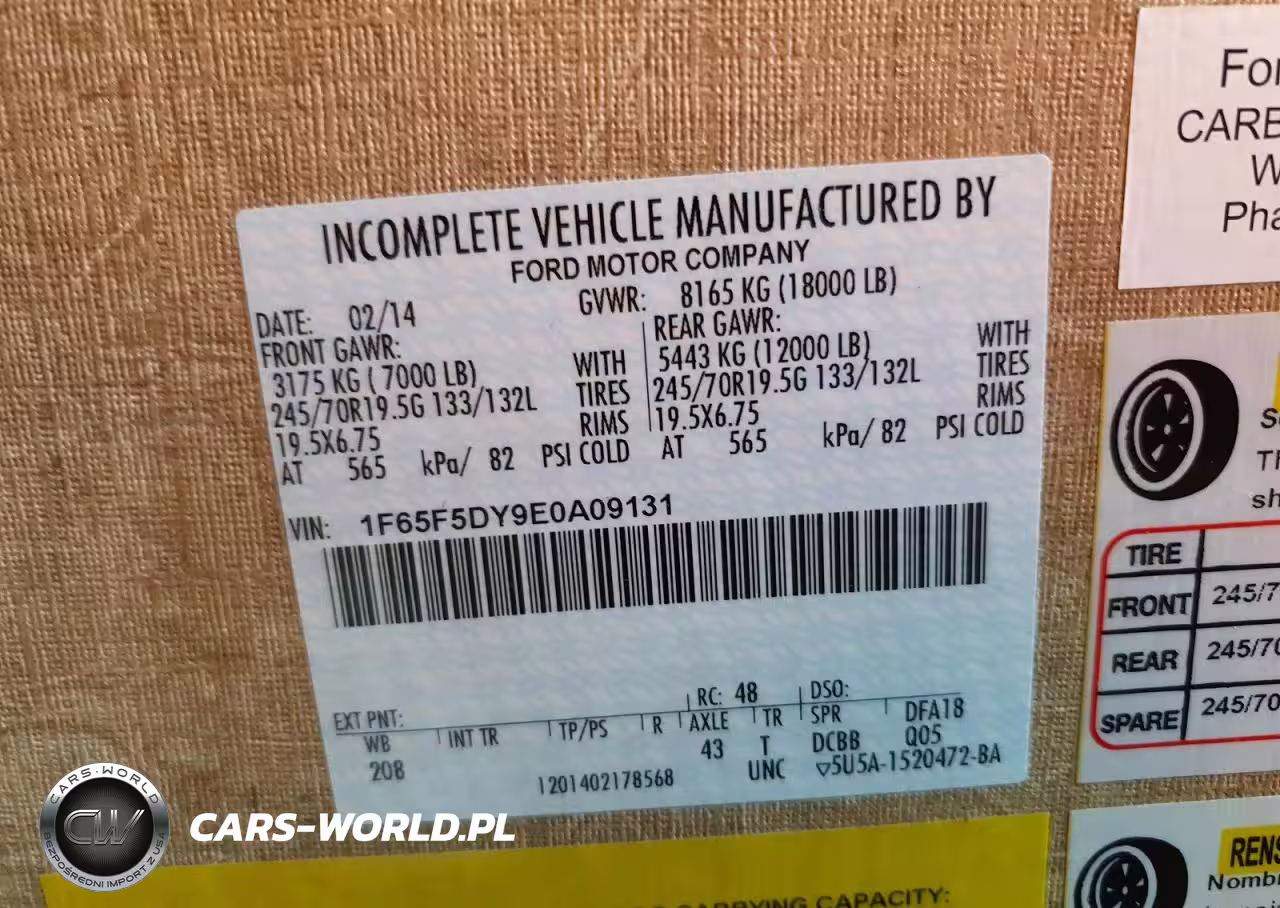 INCOMPLETE VEHICLE MANUFACTURED BY
FORD MOTOR COMPANY
DATE: 02/14 GVWR: 8165 KG (18000 LB)
FRONT GAWR: REAR GAWR:
3175 KG ( 7000 LB) WITH 5443 KG (12000 LB) WITH
245/70R19.5G 133/132L TIRES 245/70R19.5G 133/132L TIRES
19.5X6.75 RIMS 19.5X6.75 RIMS
AT 565 kPa/ 82 PSI COLD AT 565 kPa/ 82 PSI COLD
VIN: 1F65F5DY9E0A09131
EXT PNT: RC: 48 DSO:
WB INT TR TP/PS R AXLE TR SPR DFA18
208 43 T DCBB Q05
1201402178568 UNC ▽5U5A-1520472-BA
CARB
TIRE
FRONT 245/7
REAR 245/70
SPARE 245/70
CARRYING CAPACITY:
CARS-WORLD
CW
BEZPOŚREDNI IMPORT Z USA
CARS-WORLD.PL